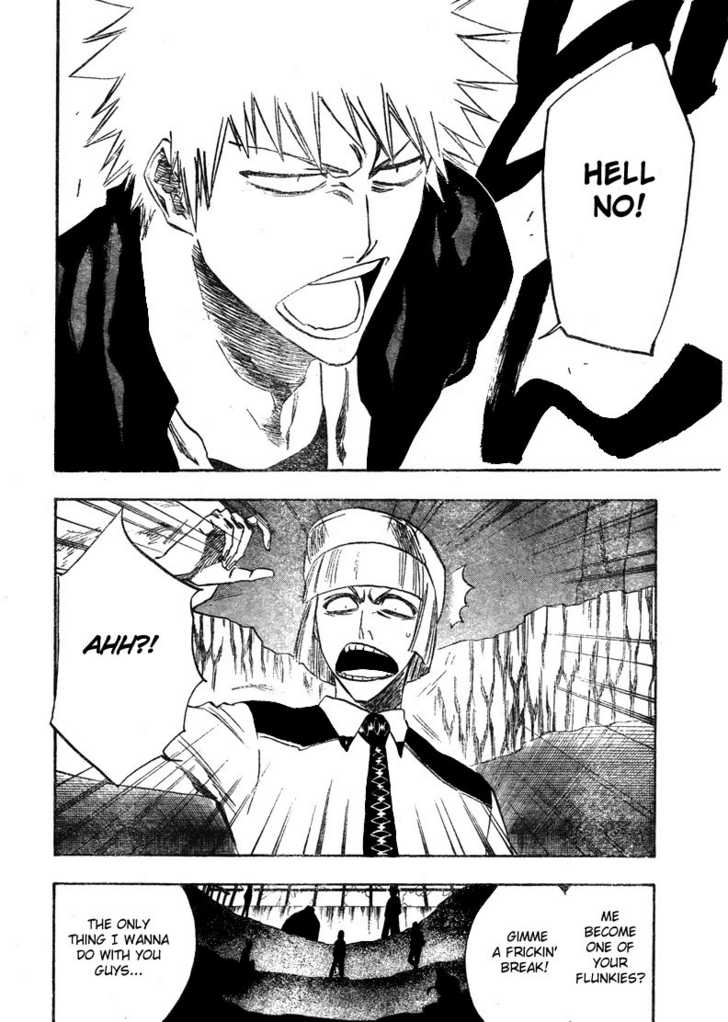 HELL
NO!
AHH?!
ME
BECOME
ONE OF
YOUR
FLUNKIES?
GIMME
A FRICKIN'
BREAK!
THE ONLY
THING I WANNA
DO WITH YOU
GUYS...